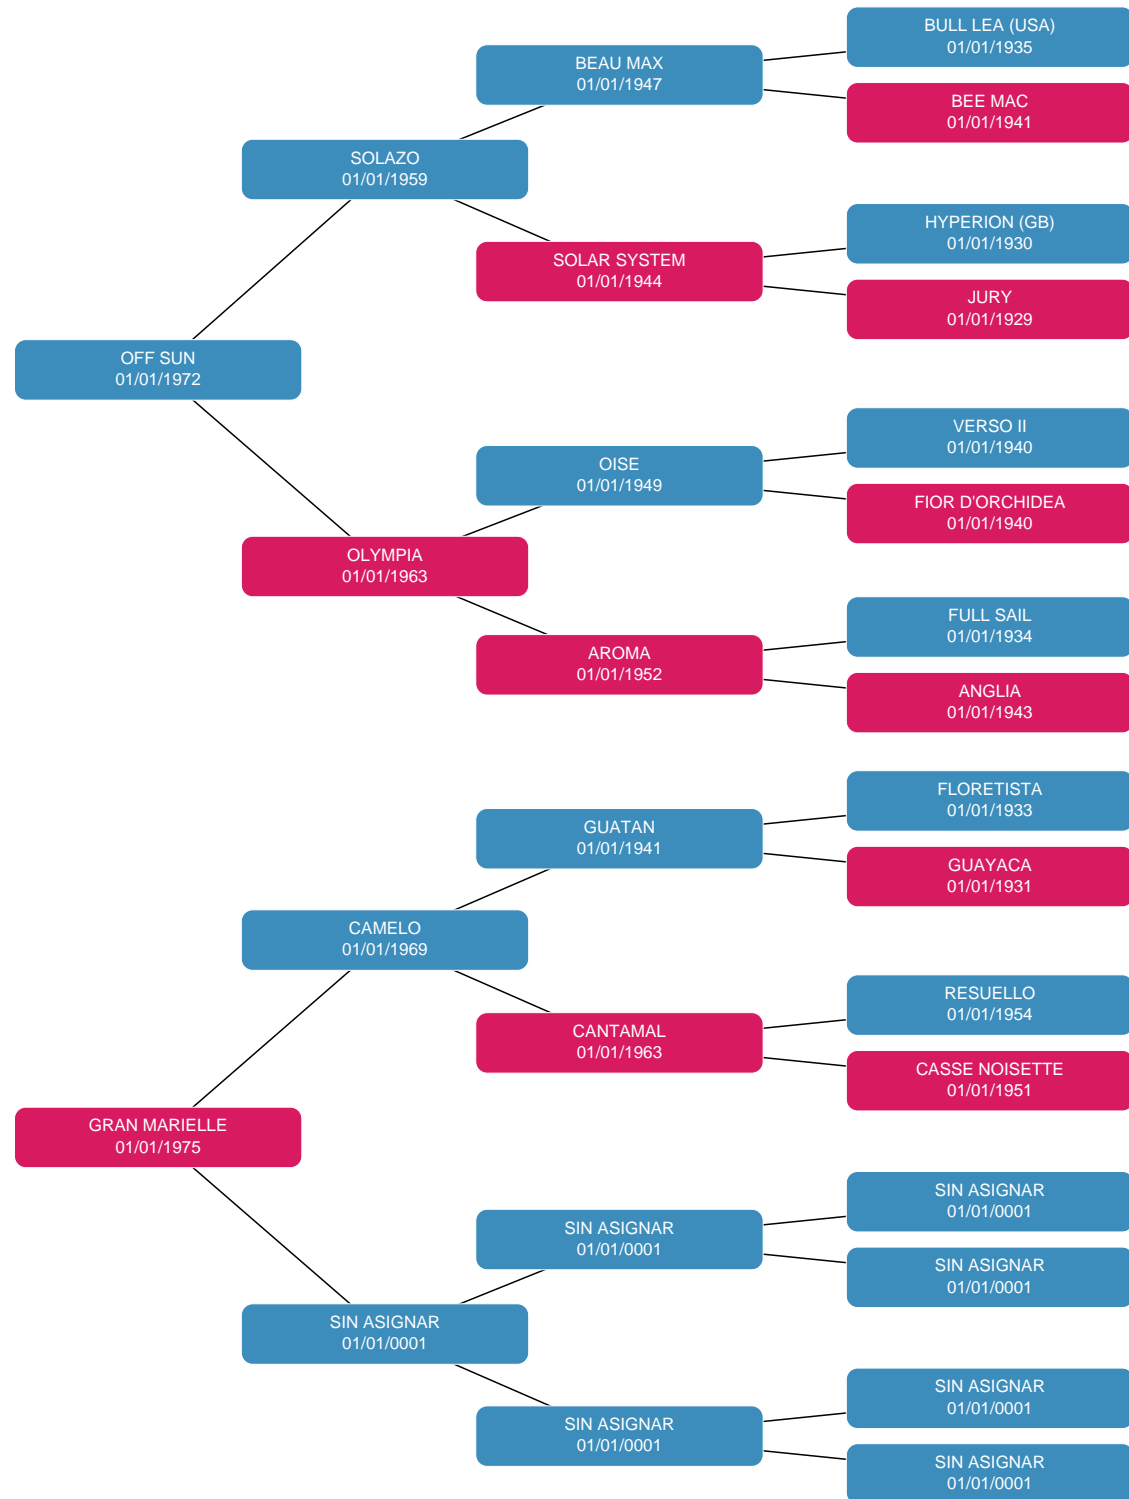 BULL LEA (USA)
01/01/1935
BEAU MAX
01/01/1947
BEE MAC
01/01/1941
SOLAZO
01/01/1959
HYPERION (GB)
01/01/1930
SOLAR SYSTEM
01/01/1944
JURY
01/01/1929
OFF SUN
01/01/1972
VERSO II
01/01/1940
OISE
01/01/1949
FIOR D'ORCHIDEA
01/01/1940
OLYMPIA
01/01/1963
FULL SAIL
01/01/1934
AROMA
01/01/1952
ANGLIA
01/01/1943
FLORETISTA
01/01/1933
GUATAN
01/01/1941
GUAYACA
01/01/1931
CAMELO
01/01/1969
RESUELLO
01/01/1954
CANTAMAL
01/01/1963
CASSE NOISETTE
01/01/1951
GRAN MARIELLE
01/01/1975
SIN ASIGNAR
01/01/0001
SIN ASIGNAR
01/01/0001
SIN ASIGNAR
01/01/0001
SIN ASIGNAR
01/01/0001
SIN ASIGNAR
01/01/0001
SIN ASIGNAR
01/01/0001
SIN ASIGNAR
01/01/0001